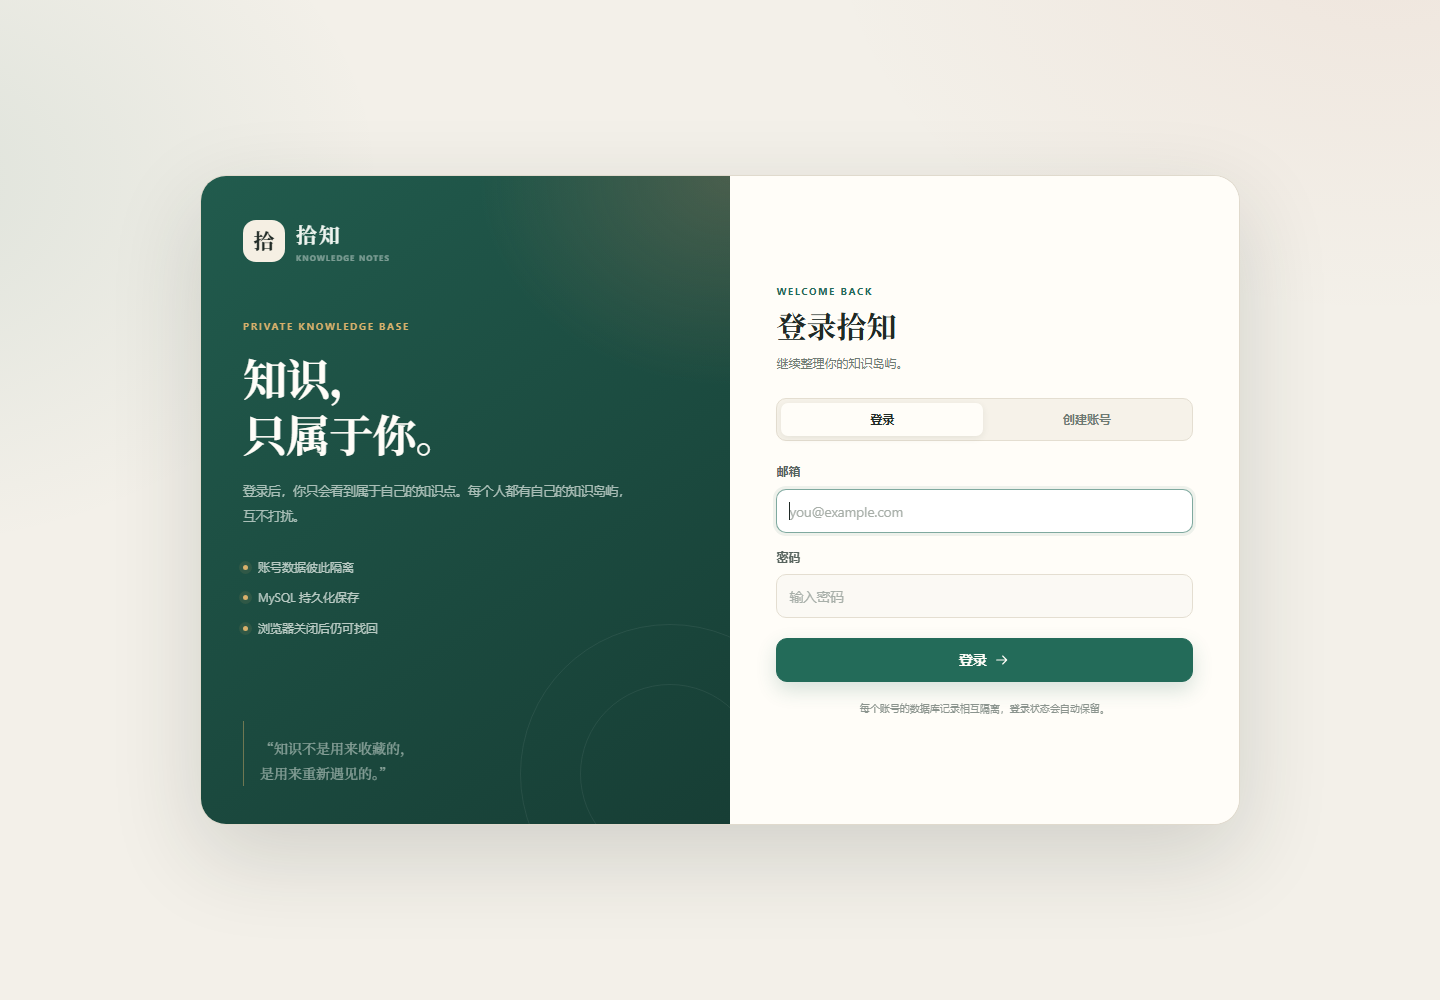 拾
拾知
KNOWLEDGE NOTES
PRIVATE KNOWLEDGE BASE
知识，
只属于你。
登录后，你只会看到属于自己的知识点。每个人都有自己的知识岛屿，
互不打扰。
账号数据彼此隔离
MySQL 持久化保存
浏览器关闭后仍可找回
“知识不是用来收藏的，
是用来重新遇见的。”
WELCOME BACK
登录拾知
继续整理你的知识岛屿。
登录
创建账号
邮箱
you@example.com
密码
输入密码
登录 →
每个账号的数据库记录相互隔离，登录状态会自动保留。